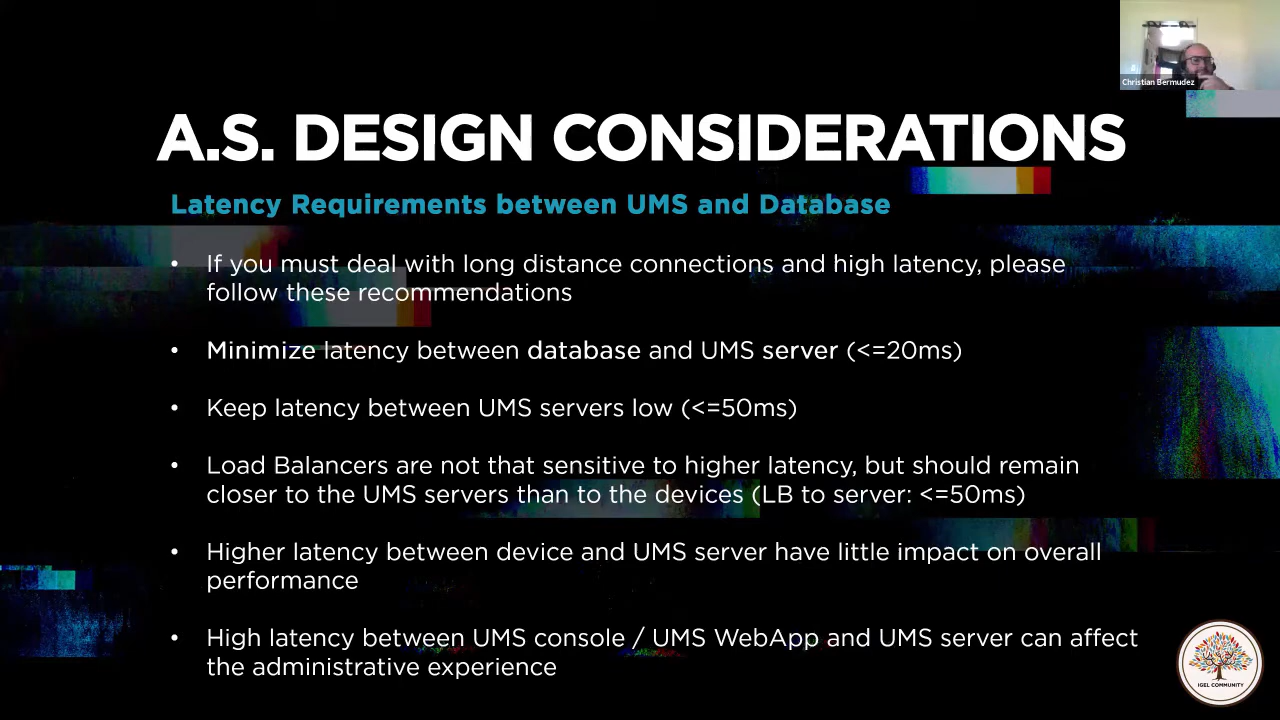 Christian Bermudez
A.S. DESIGN CONSIDERATIONS
Latency Requirements between UMS and Database
• If you must deal with long distance connections and high latency, please
follow these recommendations
• Minimize latency between database and UMS server (<=20ms)
• Keep latency between UMS servers low (<=50ms)
• Load Balancers are not that sensitive to higher latency, but should remain
closer to the UMS servers than to the devices (LB to server: <=50ms)
• Higher latency between device and UMS server have little impact on overall
performance
• High latency between UMS console / UMS WebApp and UMS server can affect
the administrative experience
IGEL COMMUNITY